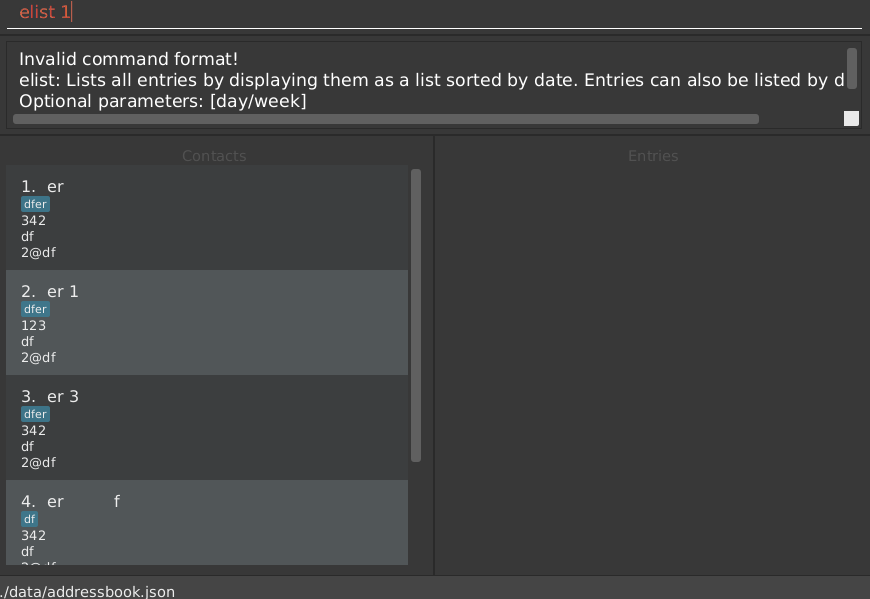 elist 1
Invalid command format!
elist: Lists all entries by displaying them as a list sorted by date. Entries can also be listed by d
Optional parameters: [day/week]
Contacts
Entries
1. er
dfer
342
df
2@df
2. er 1
dfer
123
df
2@df
3. er 3
dfer
342
df
2@df
4. er f
df
342
df
./data/addressbook.json